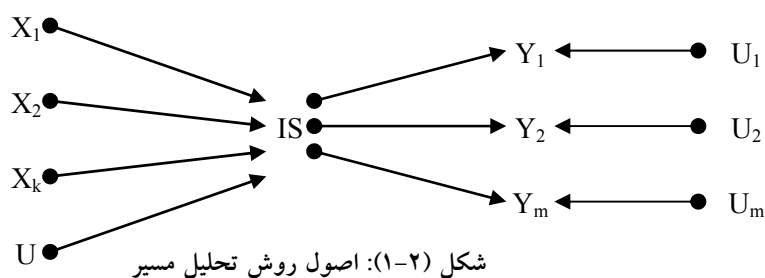 X1
X2
Xk
U
IS
Y1
Y2
Ym
U1
U2
Um
شکل (۲-۱): اصول روش تحلیل مسیر